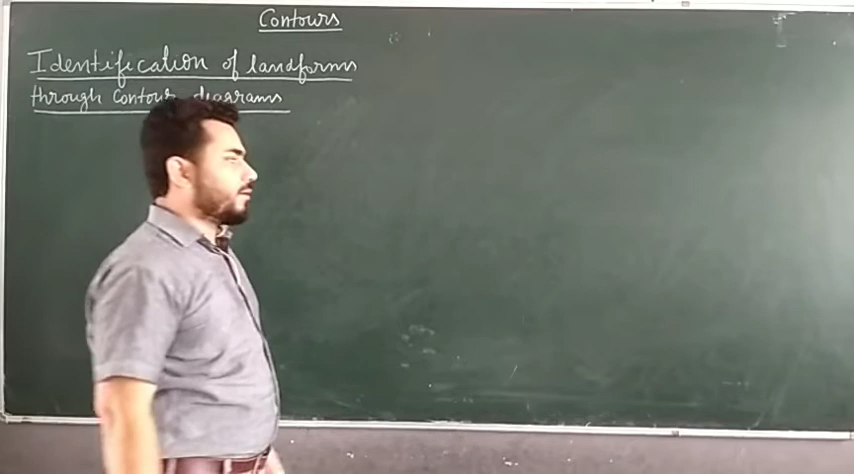 Contours
Identification of landforms
through Contour diagrams